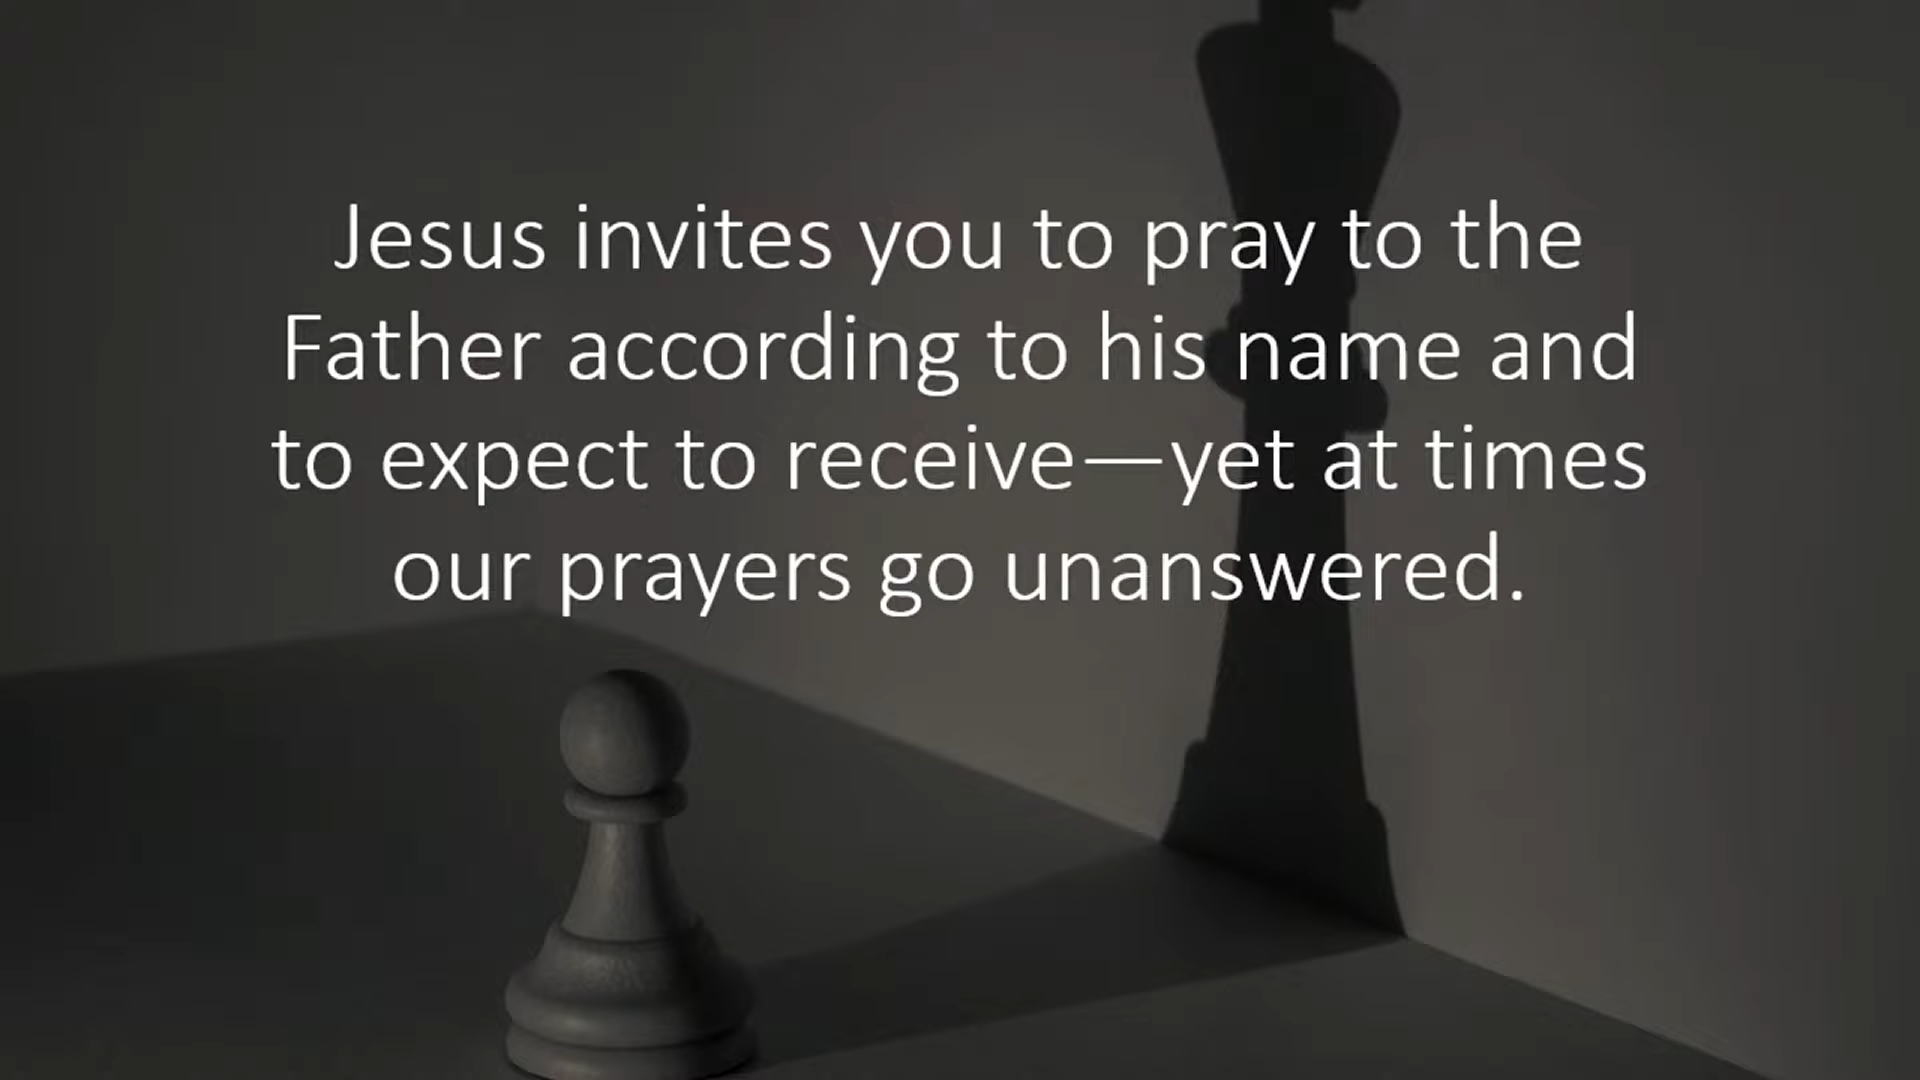 Jesus invites you to pray to the
Father according to his name and
to expect to receive—yet at times
our prayers go unanswered.